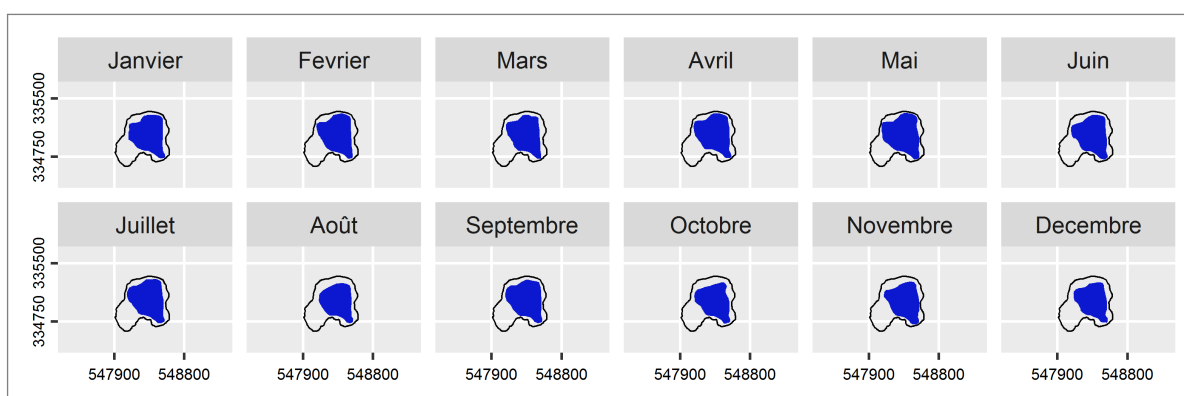 Janvier Fevrier Mars Avril Mai Juin
335500
334750
Juillet Août Septembre Octobre Novembre Decembre
335500
334750
547900 548800 547900 548800 547900 548800 547900 548800 547900 548800 547900 548800